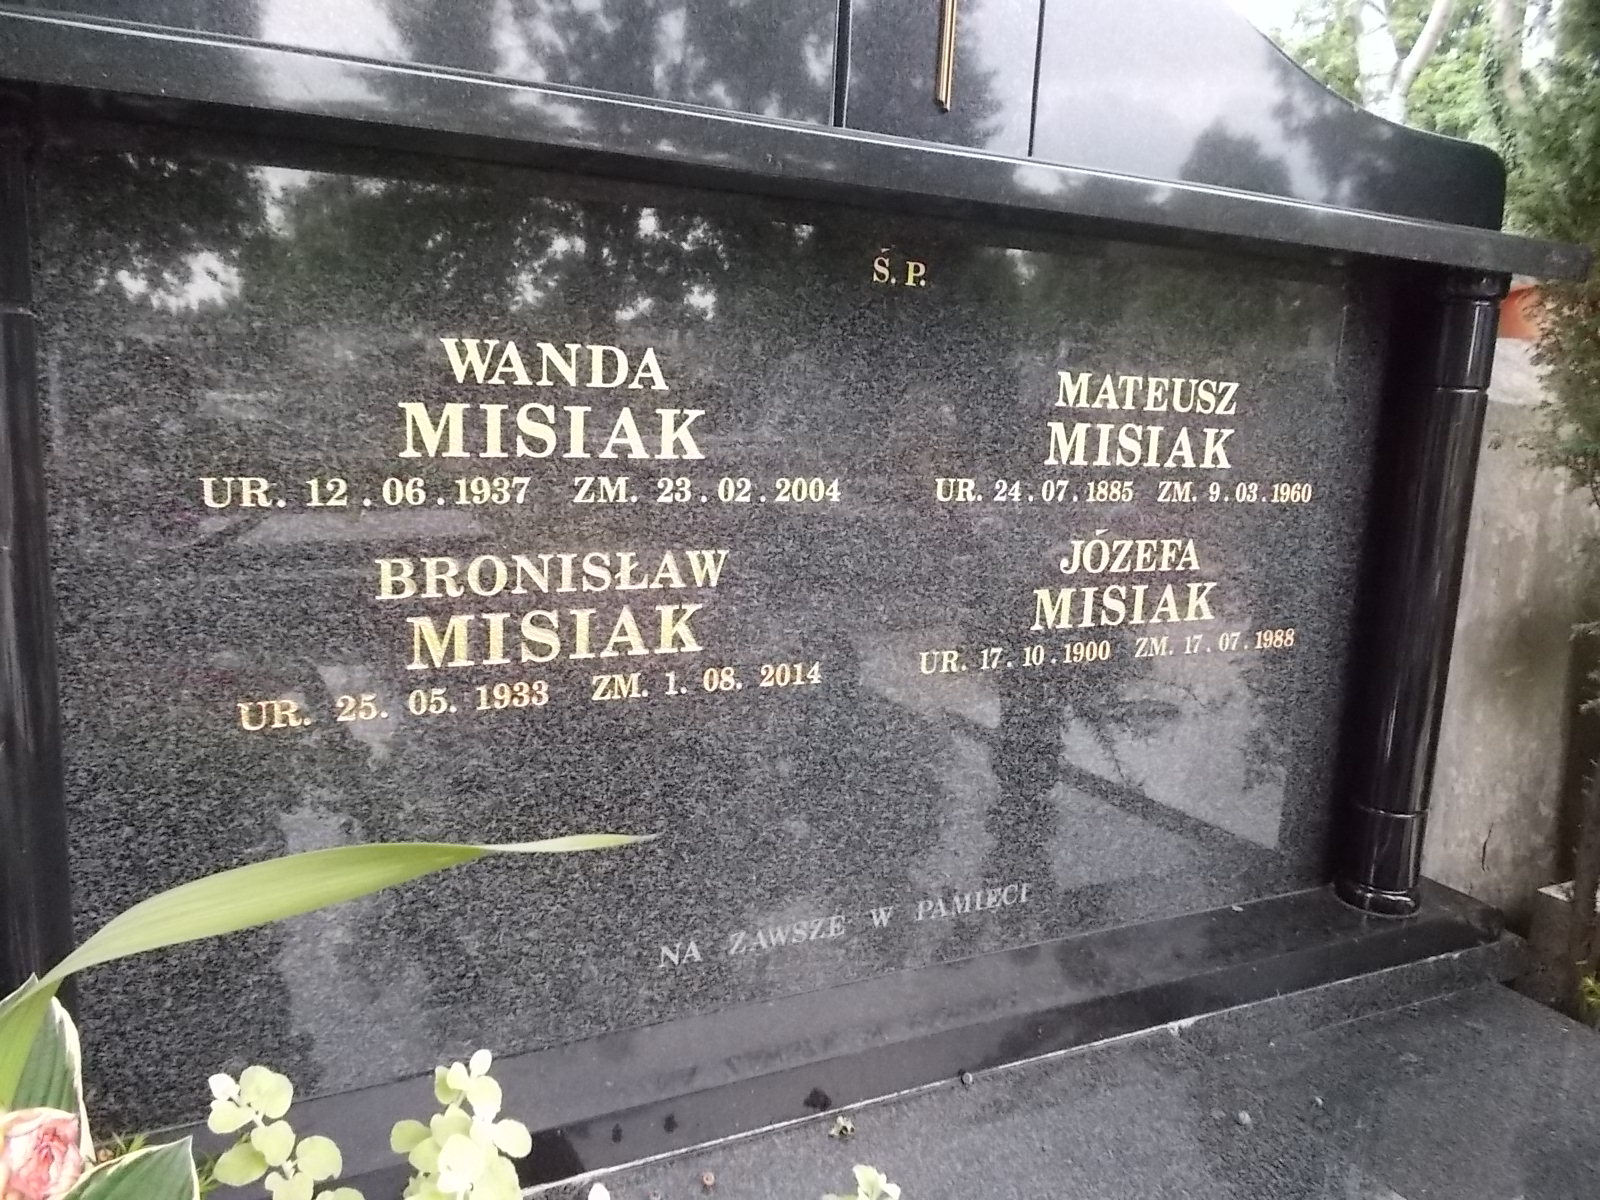 Ś. P.
WANDA
MISIAK
UR. 12.06.1937 ZM. 23.02.2004
BRONISŁAW
MISIAK
UR. 25. 05. 1933 ZM. 1. 08. 2014
MATEUSZ
MISIAK
UR. 24.07.1885 ZM. 9.03.1960
JÓZEFA
MISIAK
UR. 17.10.1900 ZM. 17.07.1988
NA ZAWSZE W PAMIĘCI